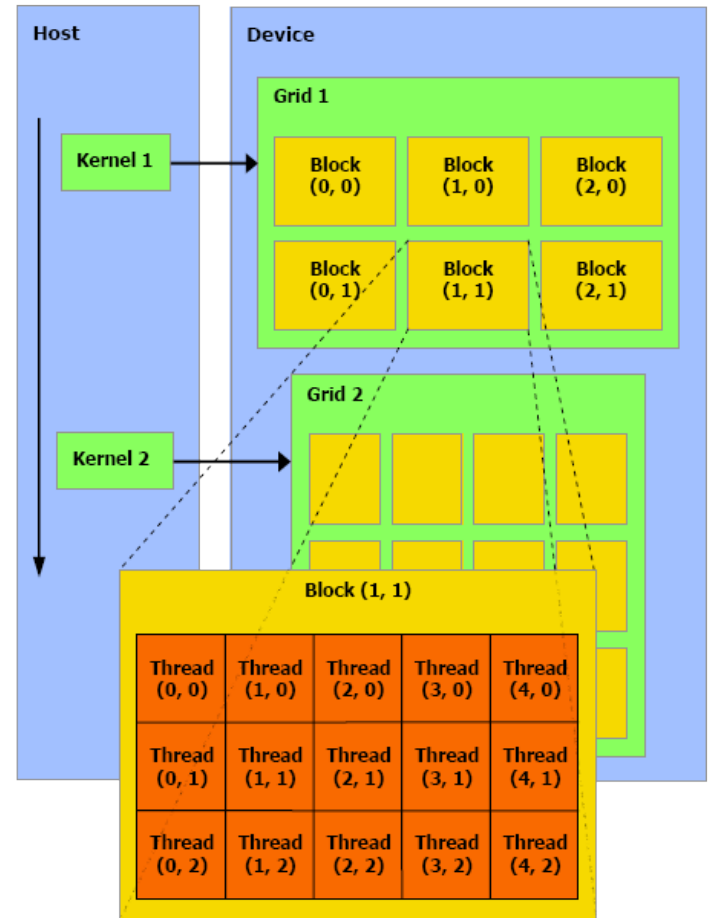 Host
Device
Grid 1
Kernel 1
Block
(0, 0)
Block
(1, 0)
Block
(2, 0)
Block
(0, 1)
Block
(1, 1)
Block
(2, 1)
Grid 2
Kernel 2
Block (1, 1)
Thread
(0, 0)
Thread
(1, 0)
Thread
(2, 0)
Thread
(3, 0)
Thread
(4, 0)
Thread
(0, 1)
Thread
(1, 1)
Thread
(2, 1)
Thread
(3, 1)
Thread
(4, 1)
Thread
(0, 2)
Thread
(1, 2)
Thread
(2, 2)
Thread
(3, 2)
Thread
(4, 2)